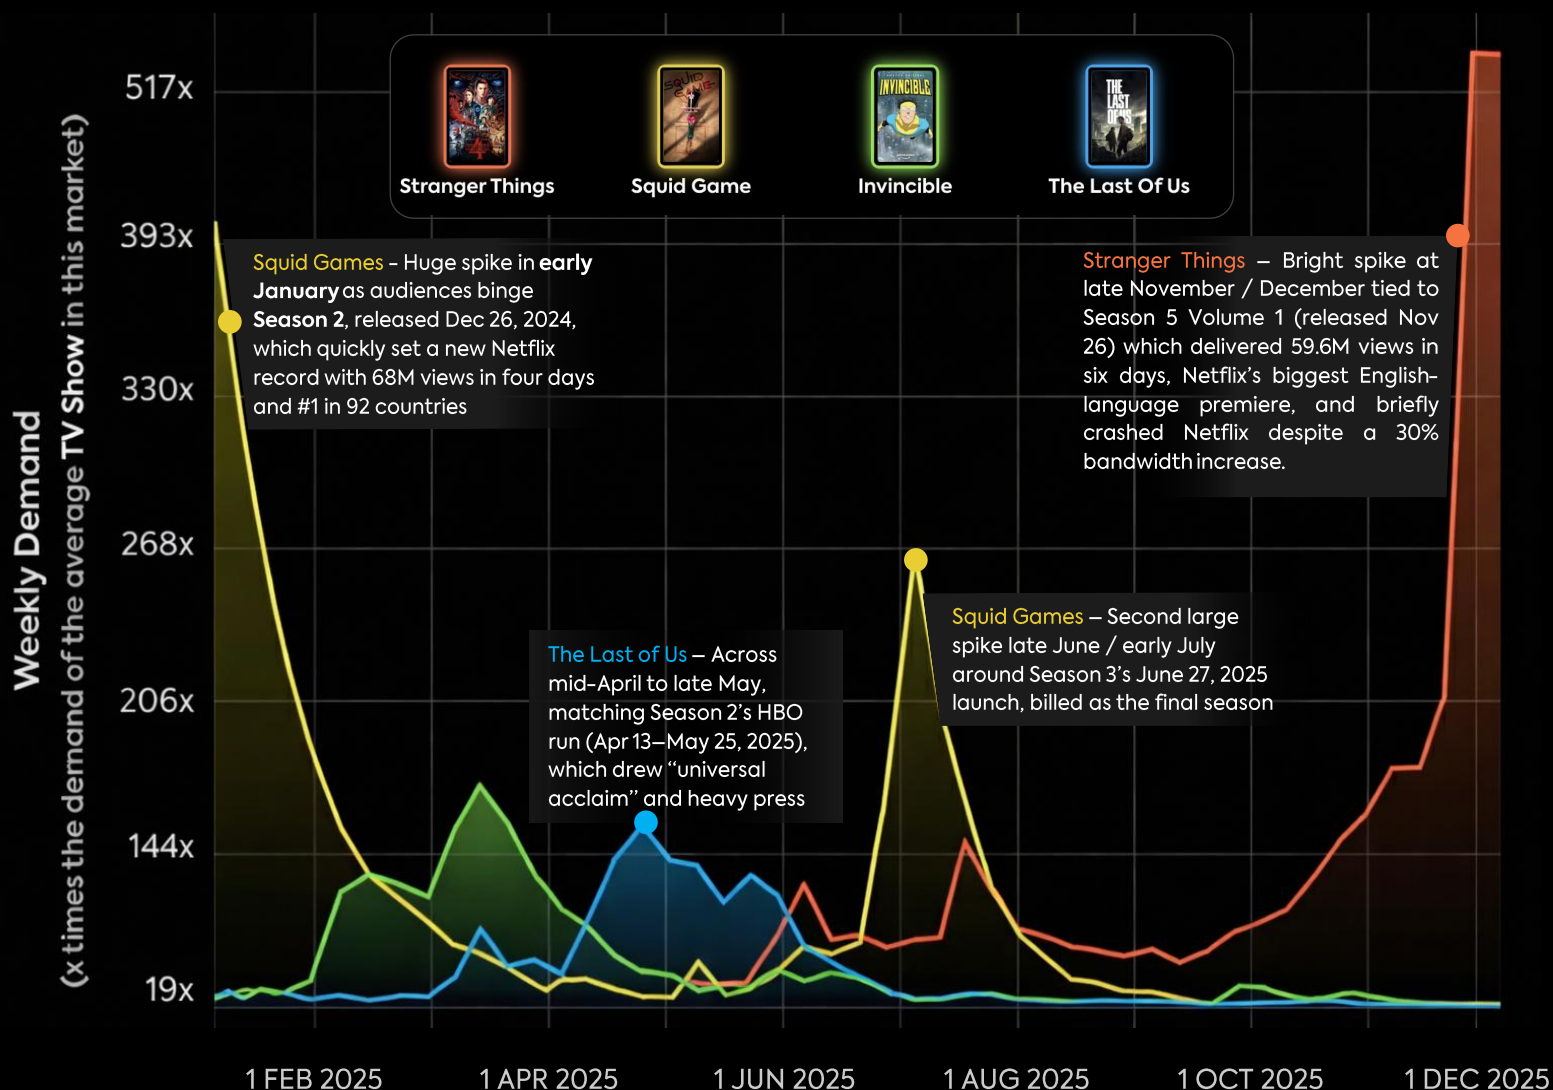 517x
393x
330x
268x
206x
144x
19x
Weekly Demand
(x times the demand of the average TV Show in this market)
INVINCIBLE
THE
LAST
OF US
Stranger Things
Squid Game
Invincible
The Last Of Us
Squid Games - Huge spike in early
January as audiences binge
Season 2, released Dec 26, 2024,
which quickly set a new Netflix
record with 68M views in four days
and #1 in 92 countries
Stranger Things – Bright spike at
late November / December tied to
Season 5 Volume 1 (released Nov
26) which delivered 59.6M views in
six days, Netflix's biggest English-
language premiere, and briefly
crashed Netflix despite a 30%
bandwidth increase.
The Last of Us – Across
mid-April to late May,
matching Season 2's HBO
run (Apr 13–May 25, 2025),
which drew “universal
acclaim” and heavy press
Squid Games – Second large
spike late June / early July
around Season 3's June 27, 2025
launch, billed as the final season
1 FEB 2025
1 APR 2025
1 JUN 2025
1 AUG 2025
1 OCT 2025
1 DEC 2025